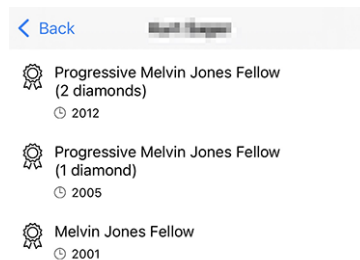 Back
Progressive Melvin Jones Fellow
(2 diamonds)
2012
Progressive Melvin Jones Fellow
(1 diamond)
2005
Melvin Jones Fellow
2001